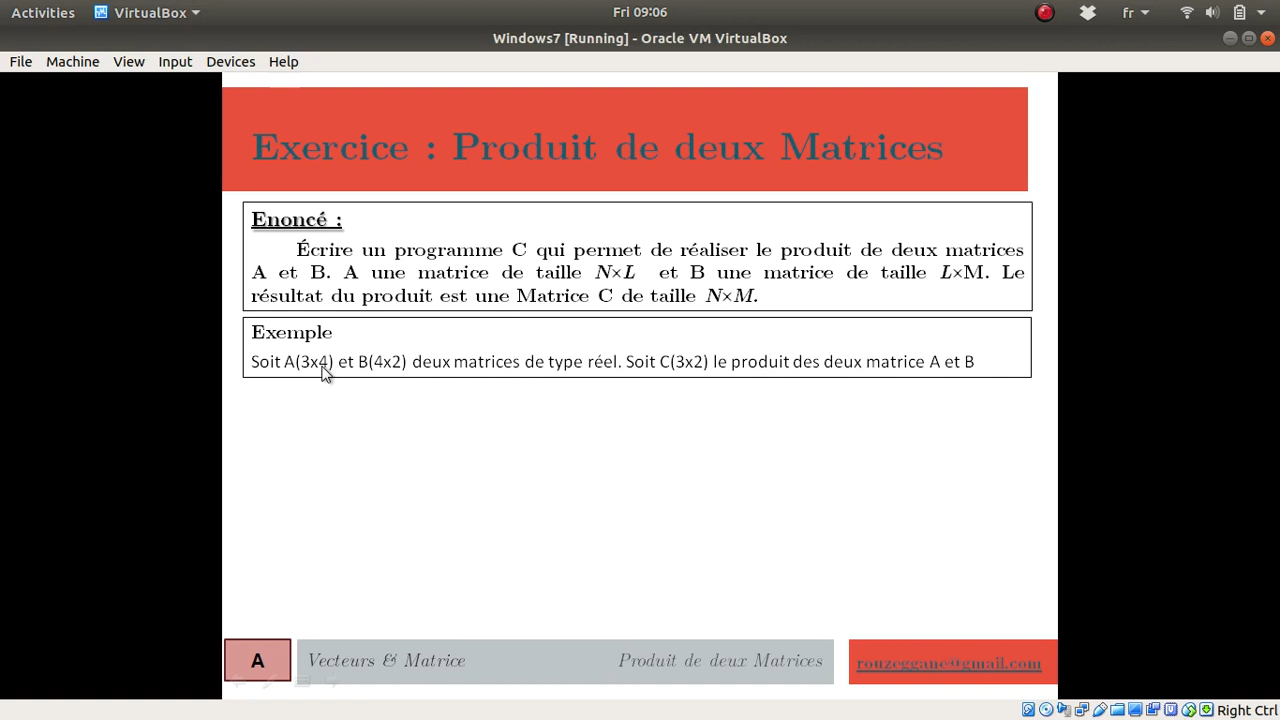 Activities VirtualBox Fri 09:06 fr
Windows7 [Running] - Oracle VM VirtualBox
File Machine View Input Devices Help
Exercice : Produit de deux Matrices
Enoncé :
Écrire un programme C qui permet de réaliser le produit de deux matrices
A et B. A une matrice de taille N×L et B une matrice de taille L×M. Le
résultat du produit est une Matrice C de taille N×M.
Exemple
Soit A(3x4) et B(4x2) deux matrices de type réel. Soit C(3x2) le produit des deux matrice A et B
A Vecteurs & Matrice Produit de deux Matrices rouzeggane@gmail.com
Right Ctrl